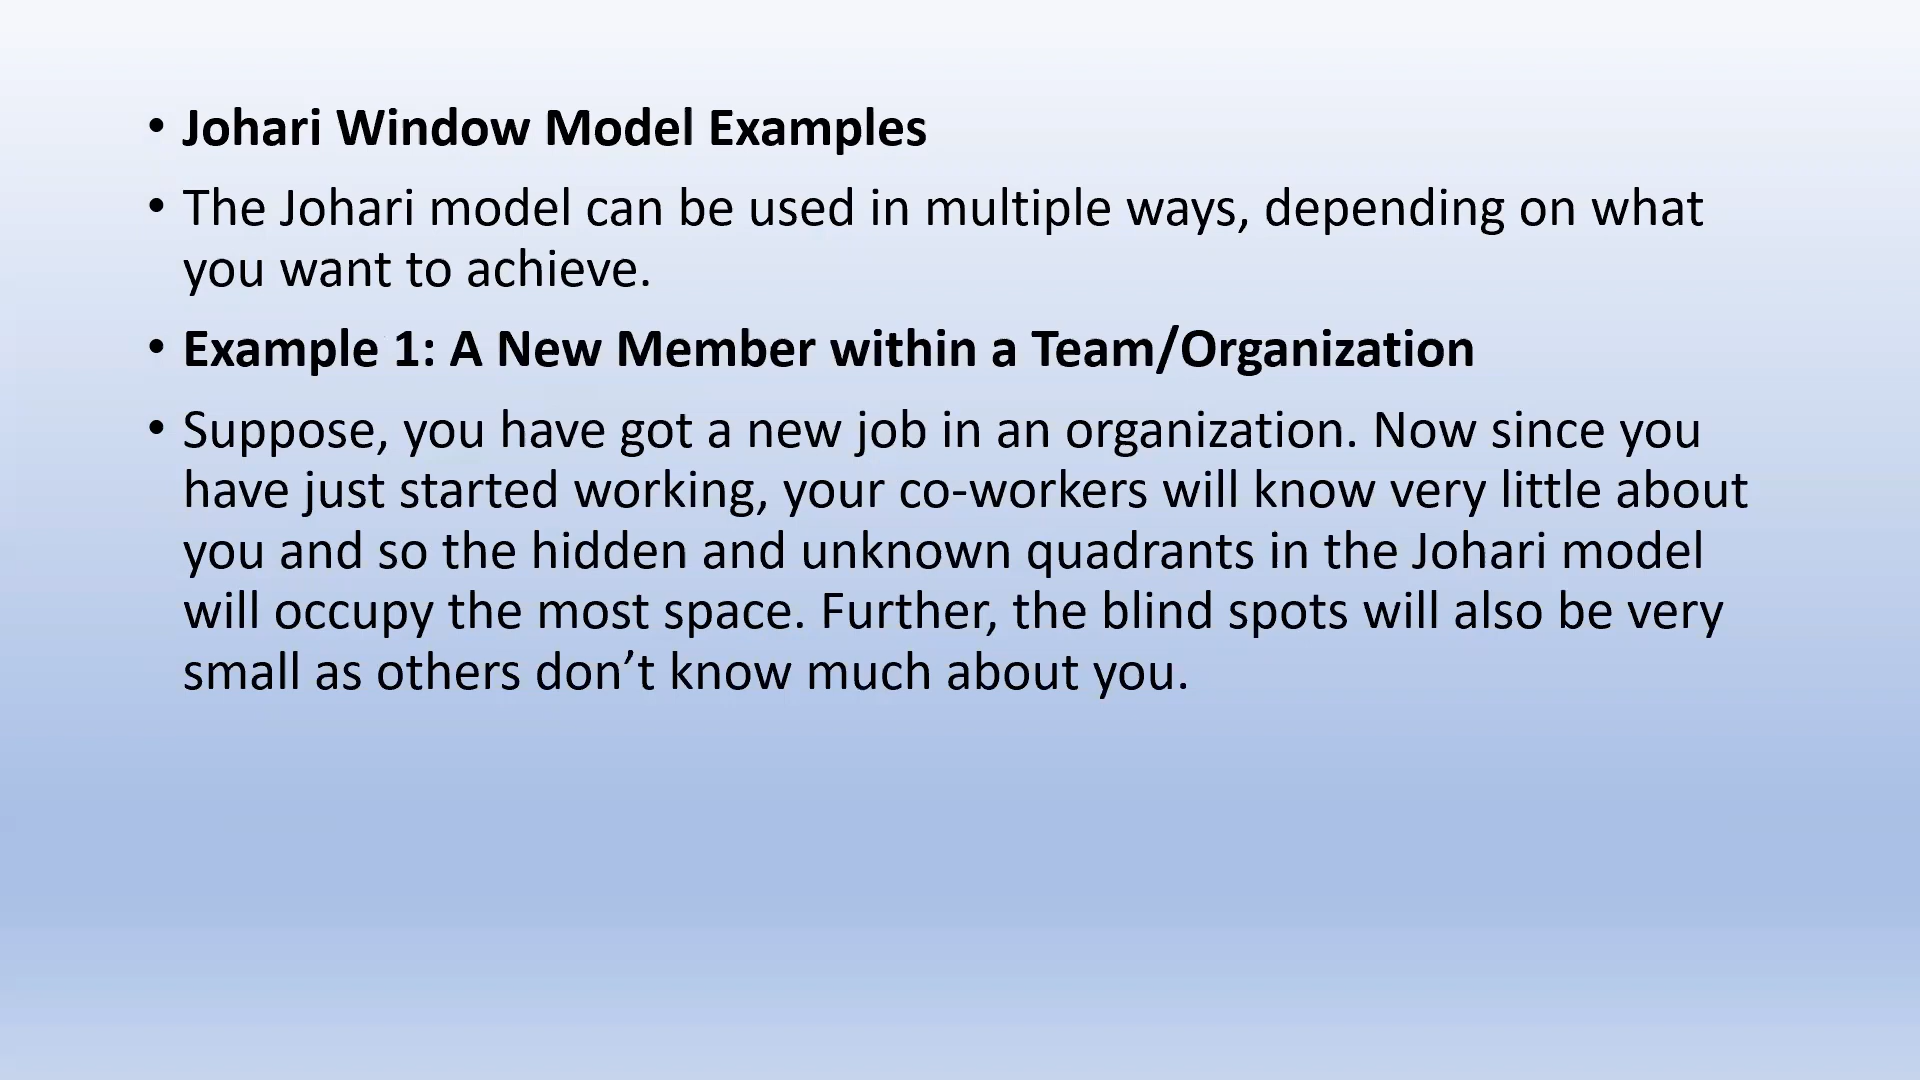 • Johari Window Model Examples
• The Johari model can be used in multiple ways, depending on what
you want to achieve.
• Example 1: A New Member within a Team/Organization
• Suppose, you have got a new job in an organization. Now since you
have just started working, your co-workers will know very little about
you and so the hidden and unknown quadrants in the Johari model
will occupy the most space. Further, the blind spots will also be very
small as others don’t know much about you.